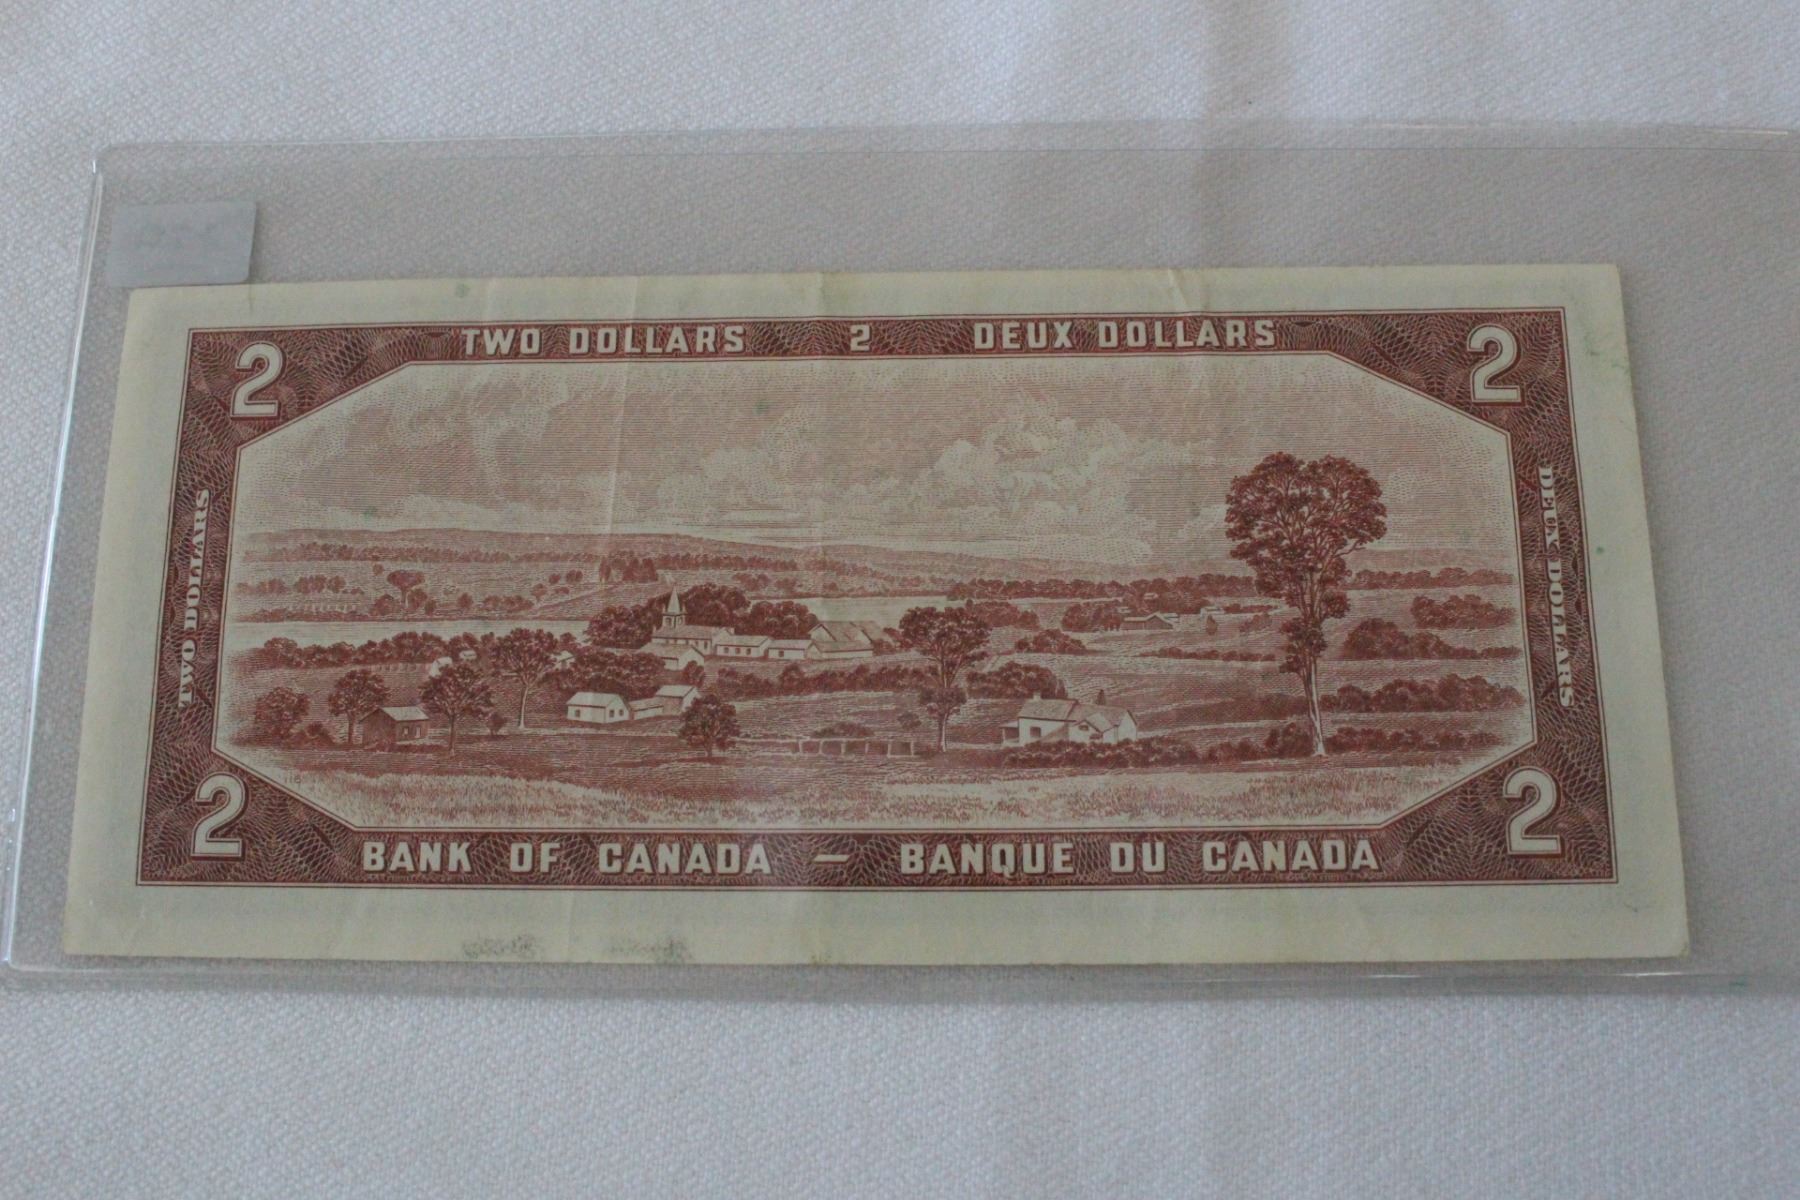 TWO DOLLARS 2 DEUX DOLLARS
2 2
TWO DOLLARS
DEUX DOLLARS
2 2
BANK OF CANADA – BANQUE DU CANADA